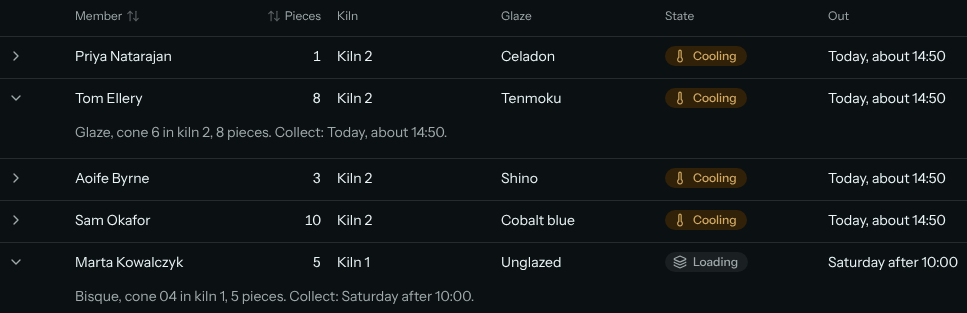 Member Pieces Kiln Glaze State Out
Priya Natarajan 1 Kiln 2 Celadon Cooling Today, about 14:50
Tom Ellery 8 Kiln 2 Tenmoku Cooling Today, about 14:50
Glaze, cone 6 in kiln 2, 8 pieces. Collect: Today, about 14:50.
Aoife Byrne 3 Kiln 2 Shino Cooling Today, about 14:50
Sam Okafor 10 Kiln 2 Cobalt blue Cooling Today, about 14:50
Marta Kowalczyk 5 Kiln 1 Unglazed Loading Saturday after 10:00
Bisque, cone 04 in kiln 1, 5 pieces. Collect: Saturday after 10:00.